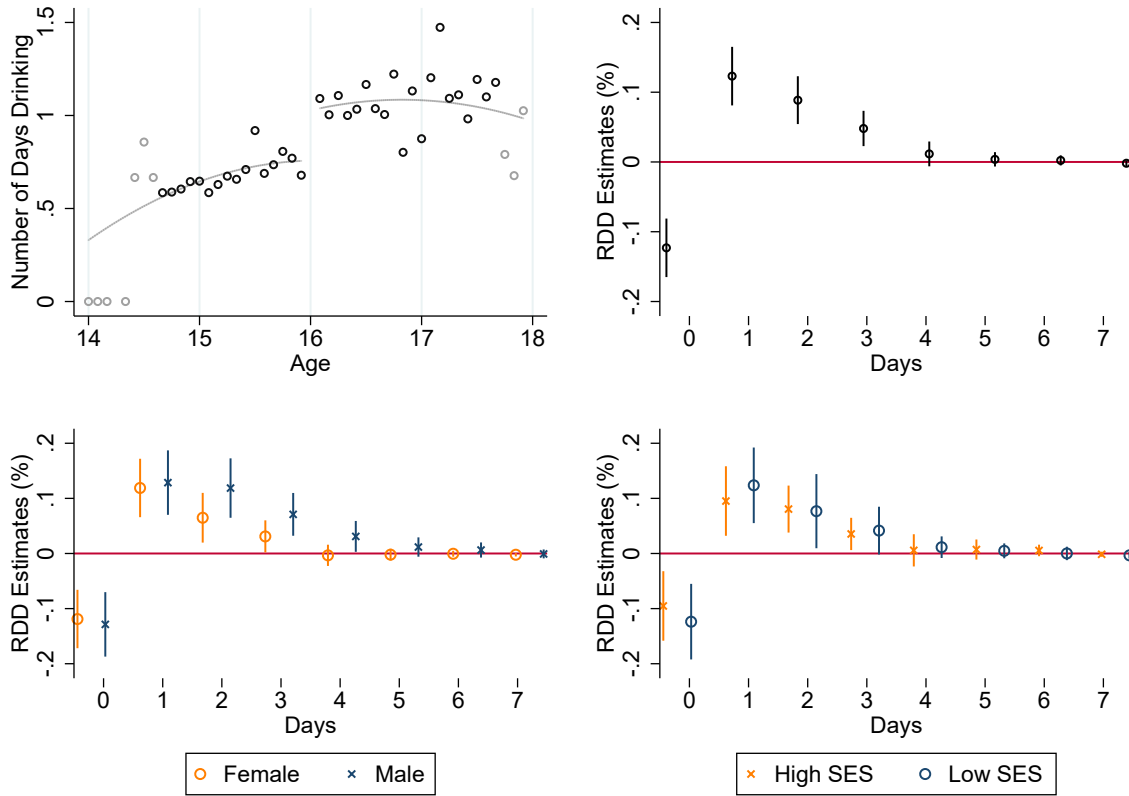 Number of Days Drinking
1.5
1
.5
0
14 15 16 17 18
Age
RDD Estimates (%)
.2
.1
0
-.1
-.2
0 1 2 3 4 5 6 7
Days
RDD Estimates (%)
.2
.1
0
-.1
-.2
0 1 2 3 4 5 6 7
Days
Female Male
RDD Estimates (%)
.2
.1
0
-.1
-.2
0 1 2 3 4 5 6 7
Days
High SES Low SES